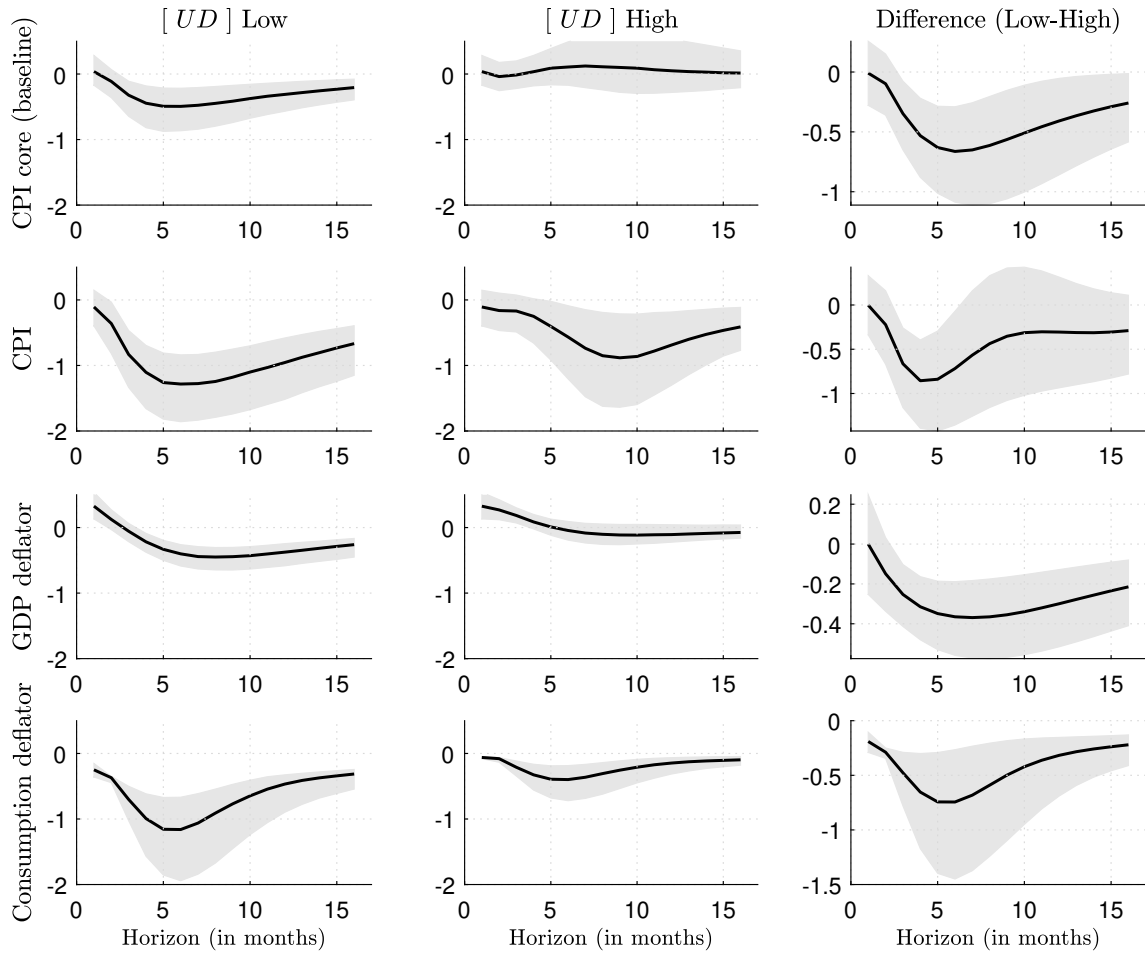 [ UD ] Low
[ UD ] High
Difference (Low-High)
CPI core (baseline)
0
-1
-2
0 5 10 15
0
-1
-2
0 5 10 15
0
-0.5
-1
0 5 10 15
CPI
0
-1
-2
0 5 10 15
0
-1
-2
0 5 10 15
0
-0.5
-1
0 5 10 15
GDP deflator
0
-1
-2
0 5 10 15
0
-1
-2
0 5 10 15
0.2
0
-0.2
-0.4
0 5 10 15
Consumption deflator
0
-1
-2
0 5 10 15
Horizon (in months)
0
-1
-2
0 5 10 15
Horizon (in months)
0
-0.5
-1
-1.5
0 5 10 15
Horizon (in months)